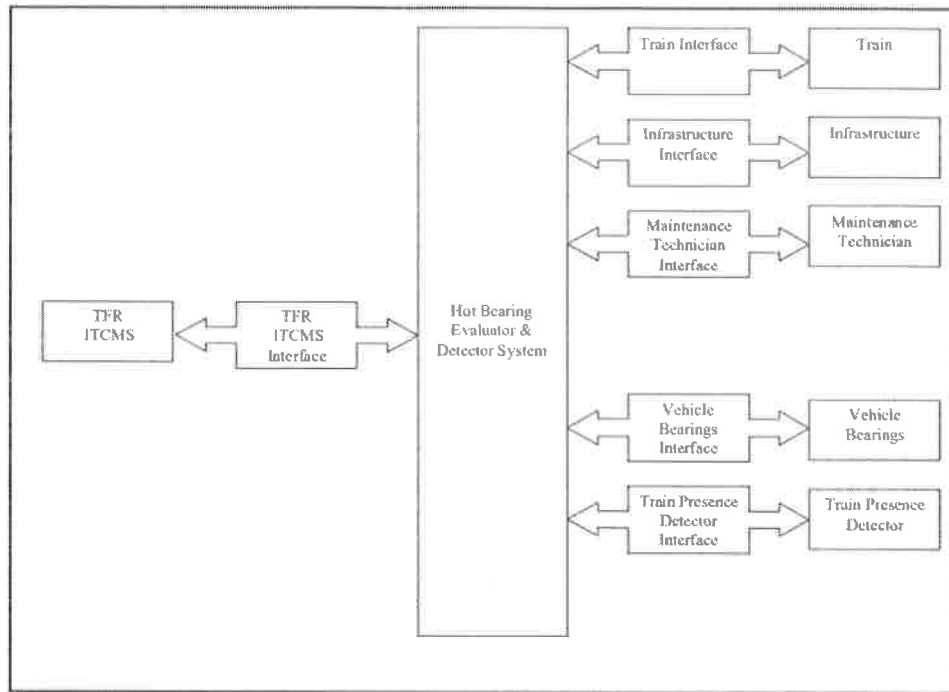 Train Interface
Train
Infrastructure
Interface
Infrastructure
Maintenance
Technician
Interface
Maintenance
Technician
TFR
ITCMS
TFR
ITCMS
Interface
Hot Bearing
Evaluator &
Detector System
Vehicle
Bearings
Interface
Vehicle
Bearings
Train Presence
Detector
Interface
Train Presence
Detector